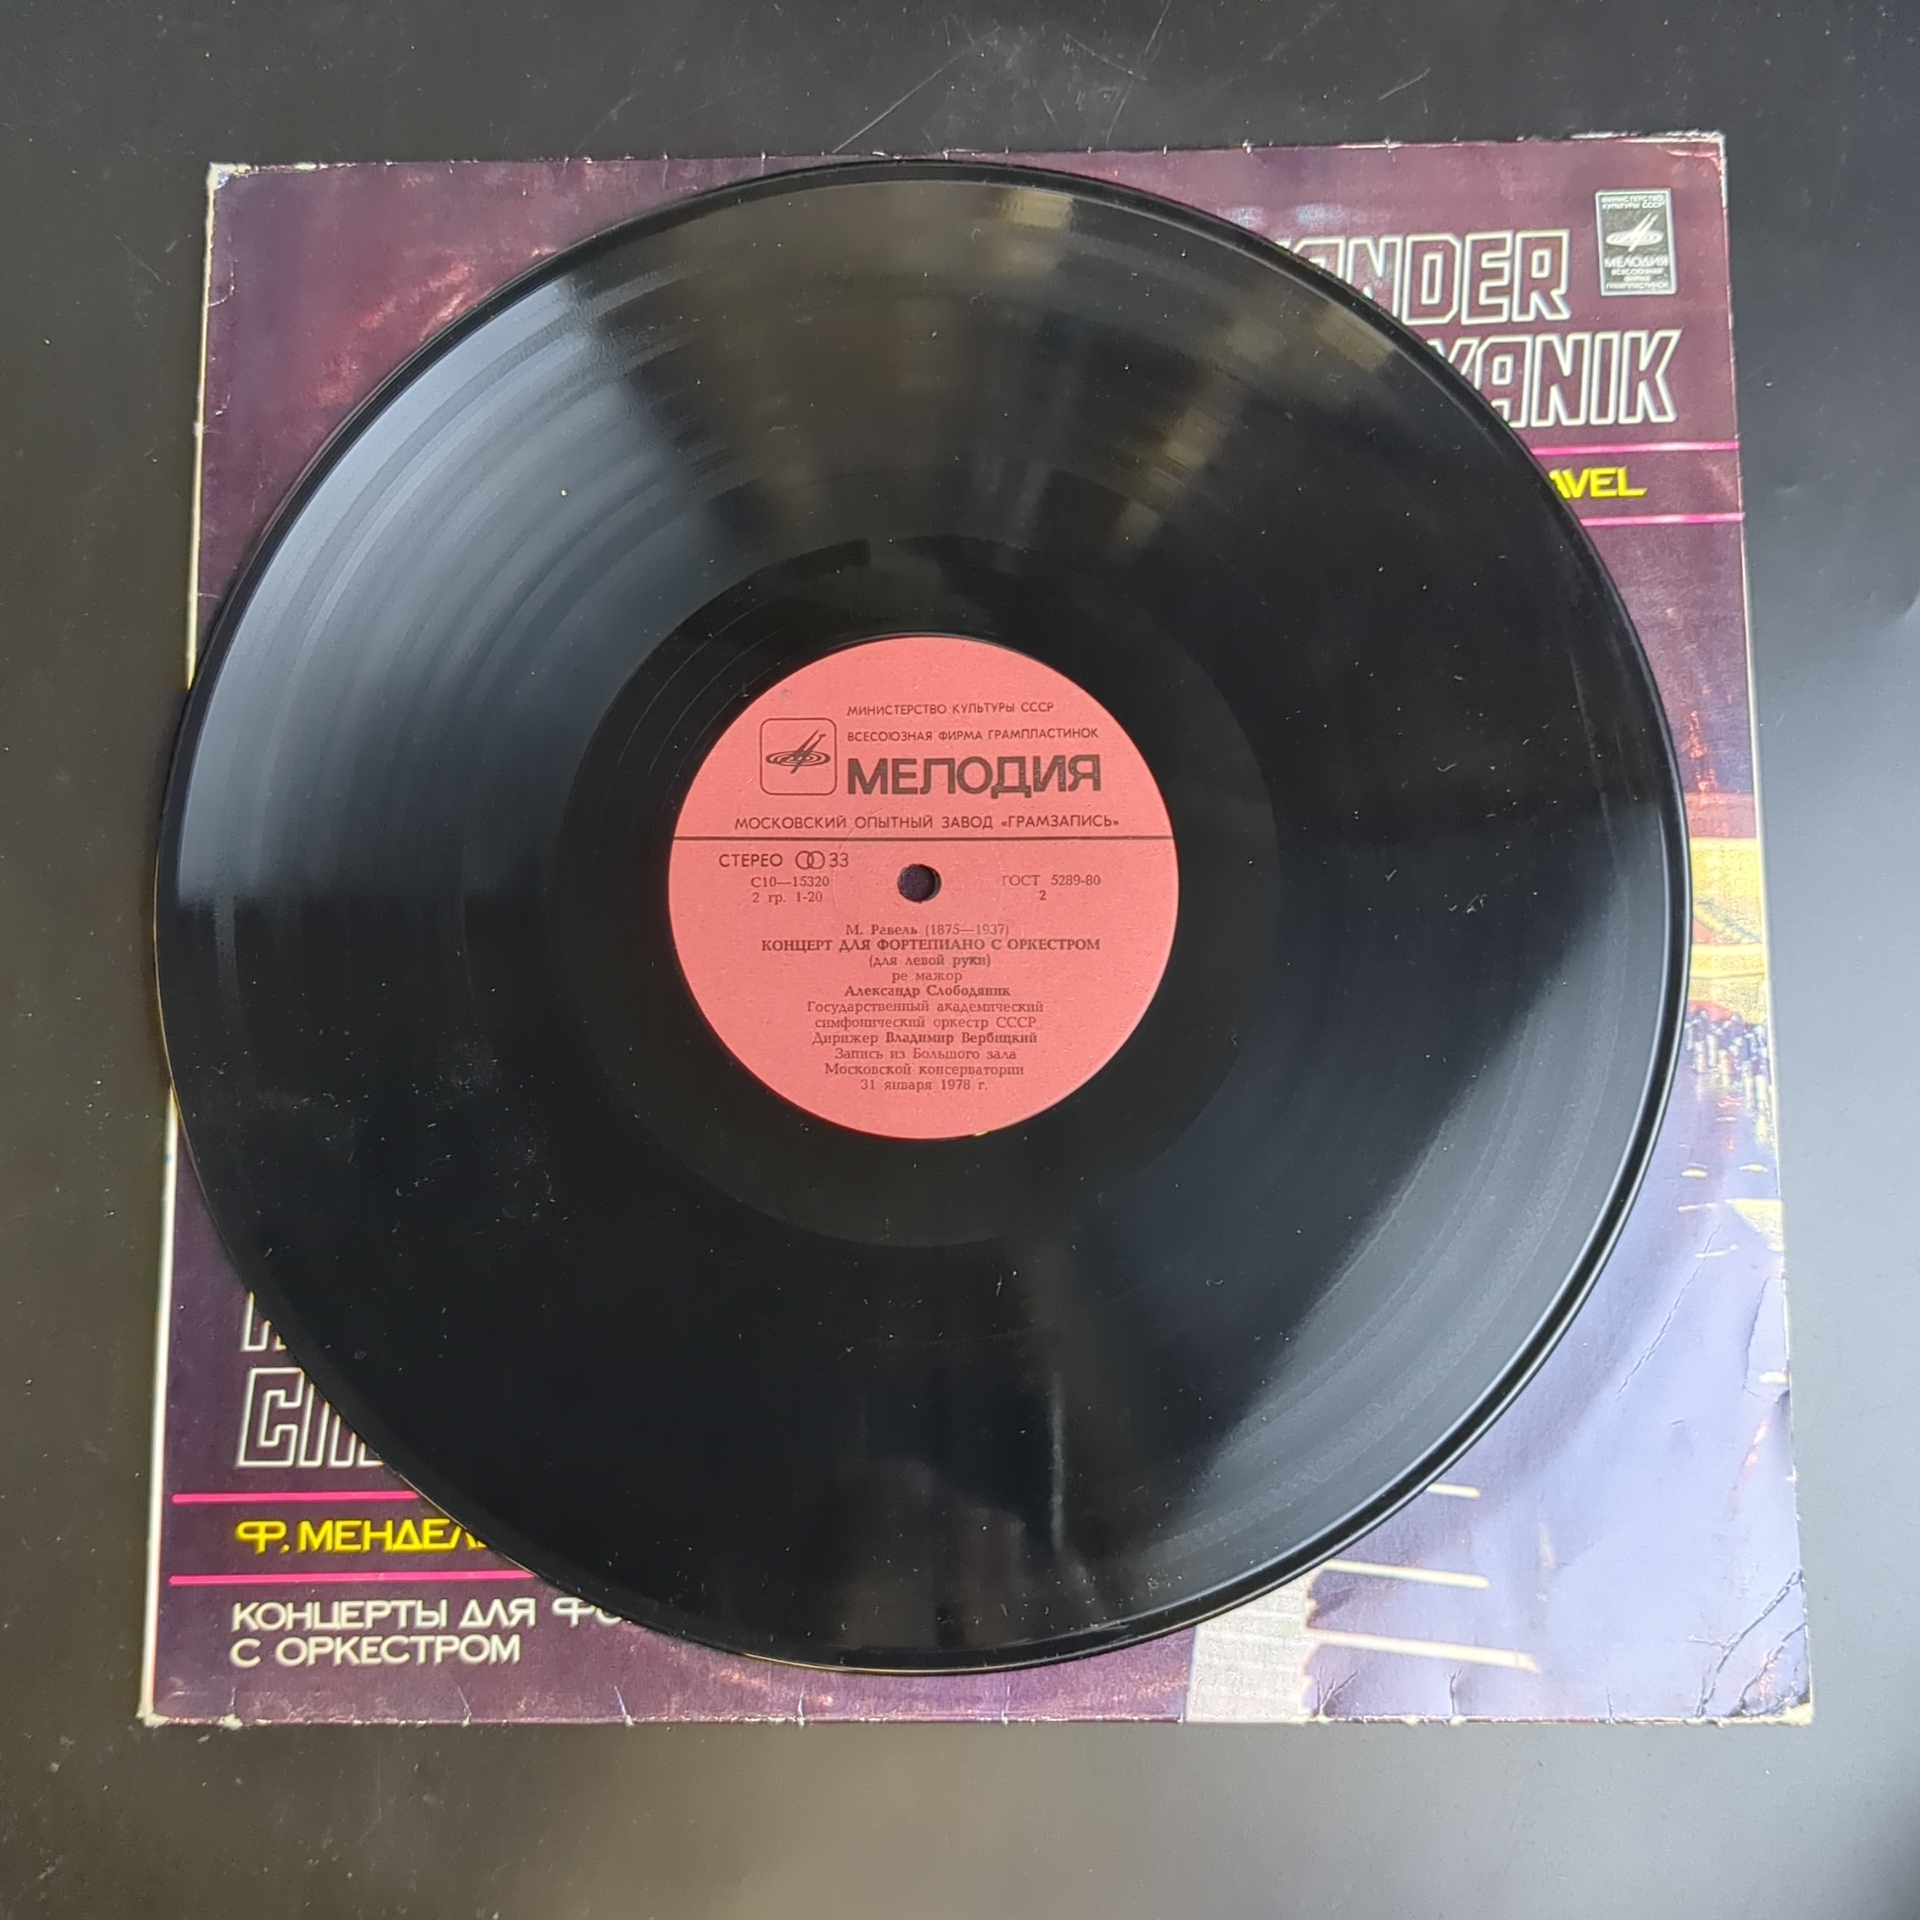 ANDER
YANIK
AVEL
МИНИСТЕРСТВО
КУЛЬТУРЫ СССР
МЕЛОДИЯ
ВСЕСОЮЗНАЯ
ФИРМА
ГРАМПЛАСТИНОК
МИНИСТЕРСТВО КУЛЬТУРЫ СССР
ВСЕСОЮЗНАЯ ФИРМА ГРАМПЛАСТИНОК
МЕЛОДИЯ
МОСКОВСКИЙ ОПЫТНЫЙ ЗАВОД «ГРАМЗАПИСЬ»
СТЕРЕО 33
С10—15320 ГОСТ 5289-80
2 гр. 1-20 2
М. Равель (1875—1937)
КОНЦЕРТ ДЛЯ ФОРТЕПИАНО С ОРКЕСТРОМ
(для левой руки)
ре мажор
Александр Слободяник
Государственный академический
симфонический оркестр СССР
Дирижер Владимир Вербицкий
Запись из Большого зала
Московской консерватории
31 января 1978 г.
Ф. МЕНДЕЛЬ
КОНЦЕРТЫ ДЛЯ ФО
С ОРКЕСТРОМ